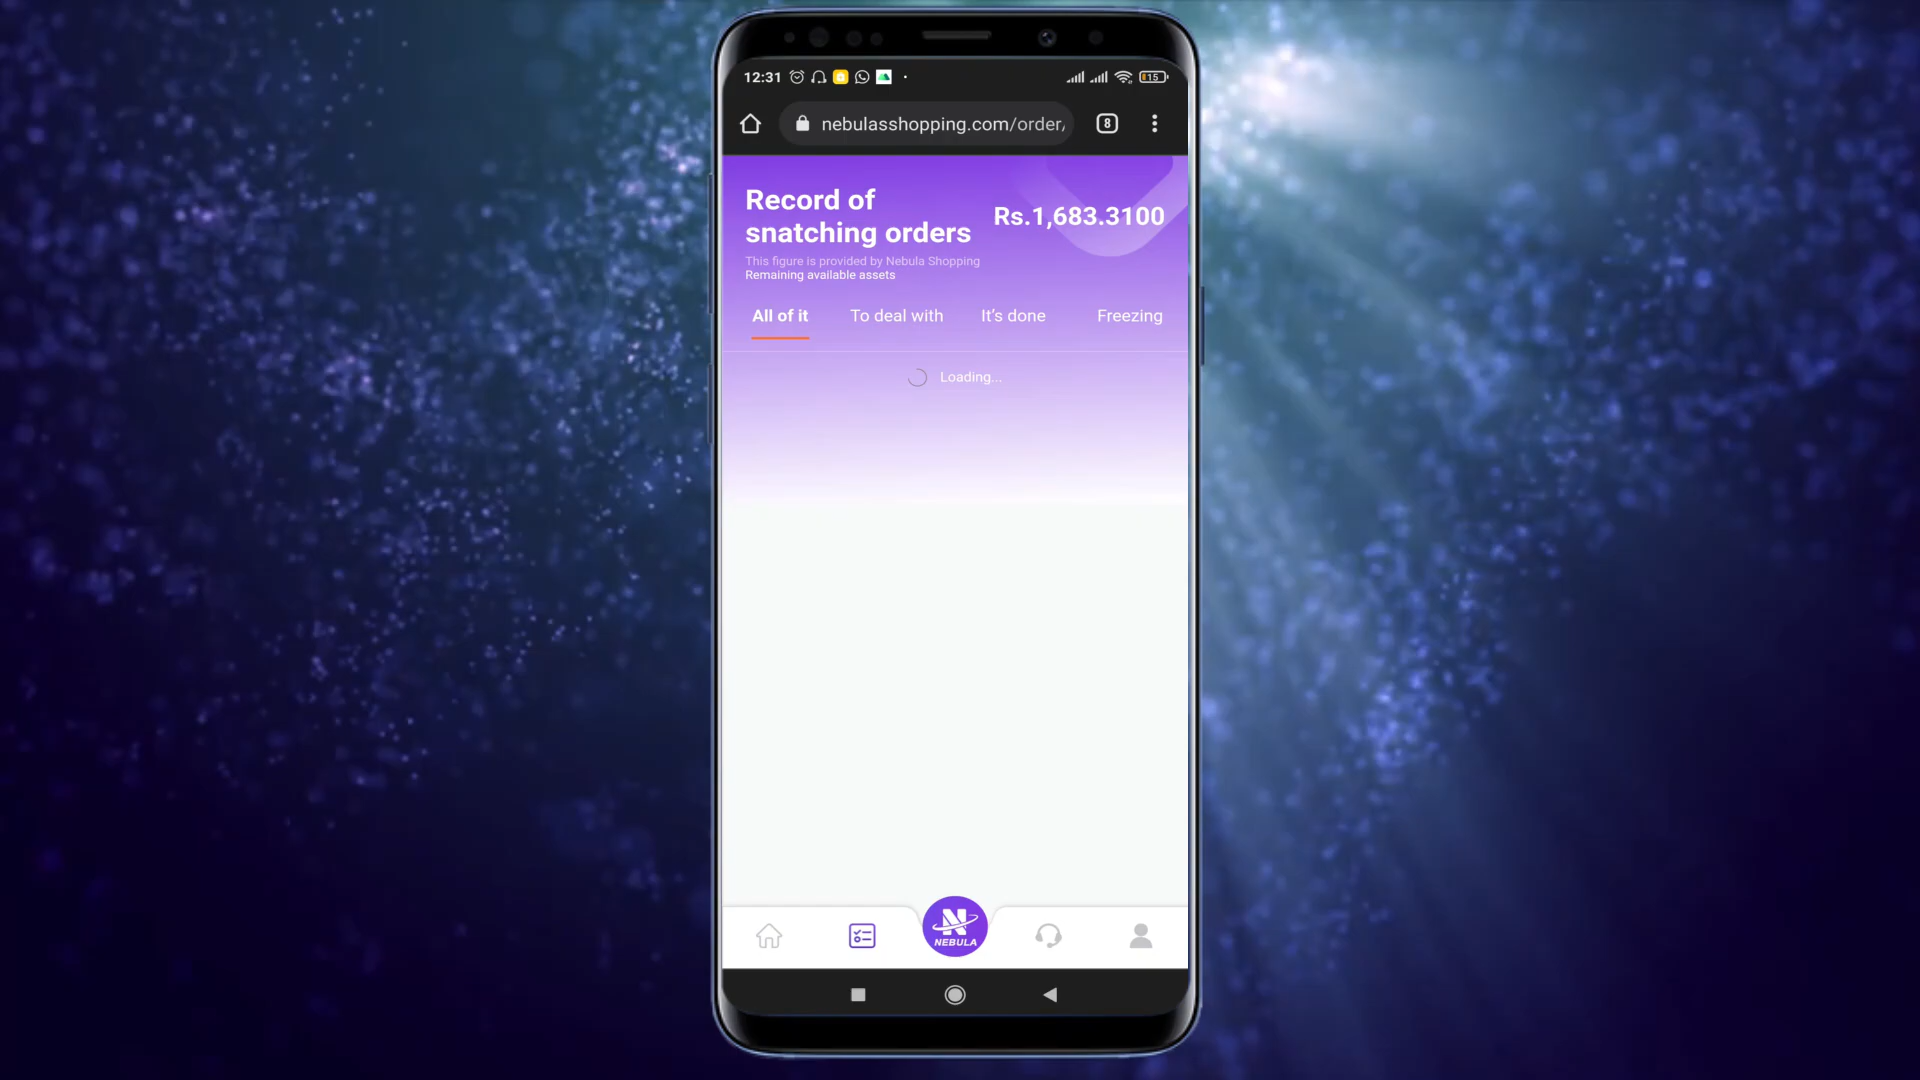 12:31
15
nebulasshopping.com/order,
8
Record of
snatching orders
Rs.1,683.3100
This figure is provided by Nebula Shopping
Remaining available assets
All of it
To deal with
It's done
Freezing
Loading...
N
NEBULA